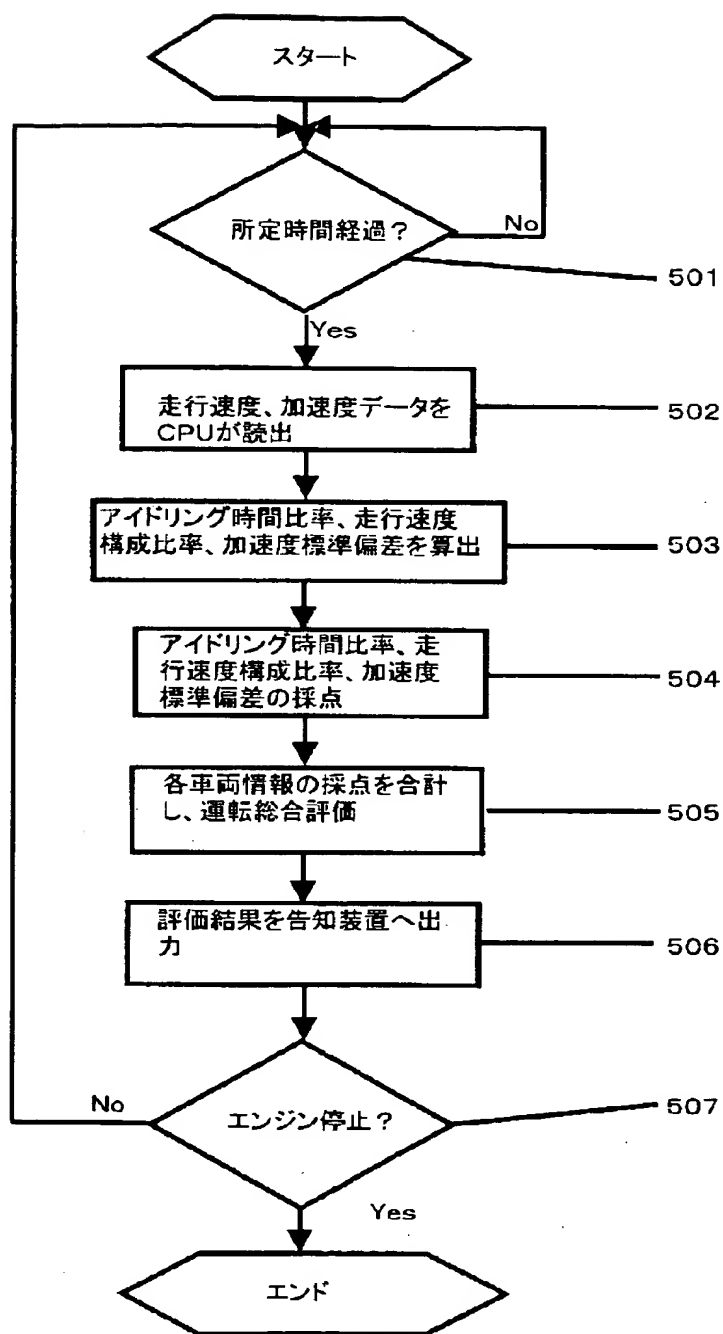 スタート
所定時間経過?
No
501
Yes
走行速度、加速度データを
CPUが読出
502
アイドリング時間比率、走行速度
構成比率、加速度標準偏差を算出
503
アイドリング時間比率、走
行速度構成比率、加速度
標準偏差の採点
504
各車両情報の採点を合計
し、運転総合評価
505
評価結果を告知装置へ出
力
506
エンジン停止?
No
507
Yes
エンド